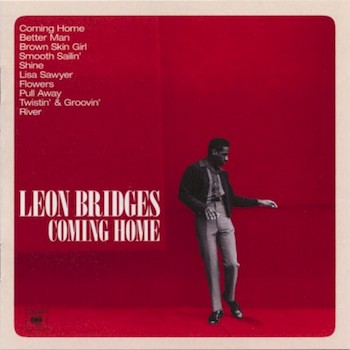 Coming Home
Better Man
Brown Skin Girl
Smooth Sailin'
Shine
Lisa Sawyer
Flowers
Pull Away
Twistin' & Groovin'
River
LEON BRIDGES
COMING HOME